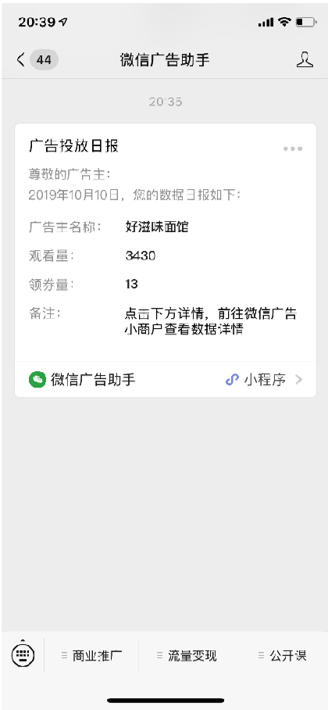 20:39
44
微信广告助手
20:35
广告投放日报
尊敬的广告主：
2019年10月10日，您的数据日报如下：
广告主名称： 好滋味面馆
观看量： 3430
领券量： 13
备注： 点击下方详情，前往微信广告
小商户查看数据详情
微信广告助手 小程序
商业推广 流量变现 公开课